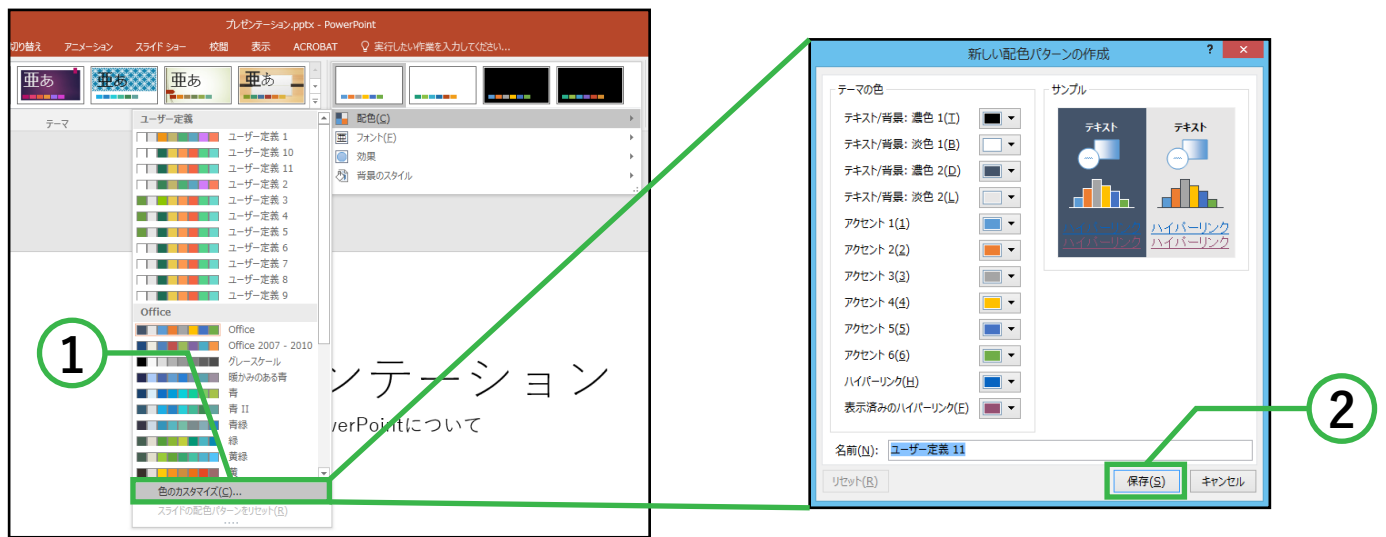 プレゼンテーション.pptx - PowerPoint
切り替え アニメーション スライド ショー 校閲 表示 ACROBAT 実行したい作業を入力してください...
亜あ 亜あ 亜あ 亜あ
テーマ
配色(C)
フォント(F)
効果
背景のスタイル
ユーザー定義
ユーザー定義 1
ユーザー定義 10
ユーザー定義 11
ユーザー定義 2
ユーザー定義 3
ユーザー定義 4
ユーザー定義 5
ユーザー定義 6
ユーザー定義 7
ユーザー定義 8
ユーザー定義 9
Office
Office
Office 2007 - 2010
グレースケール
暖かみのある青
青
青 II
青緑
緑
黄緑
黄
色のカスタマイズ(C)...
スライドの配色パターンをリセット(R)
1
ンテーション
erPointについて
新しい配色パターンの作成 ? ×
テーマの色
テキスト/背景: 濃色 1(T)
テキスト/背景: 淡色 1(B)
テキスト/背景: 濃色 2(D)
テキスト/背景: 淡色 2(L)
アクセント 1(1)
アクセント 2(2)
アクセント 3(3)
アクセント 4(4)
アクセント 5(5)
アクセント 6(6)
ハイパーリンク(H)
表示済みのハイパーリンク(F)
サンプル
テキスト テキスト
ハイパーリンク ハイパーリンク
ハイパーリンク ハイパーリンク
名前(N): ユーザー定義 11
リセット(R) 保存(S) キャンセル
2